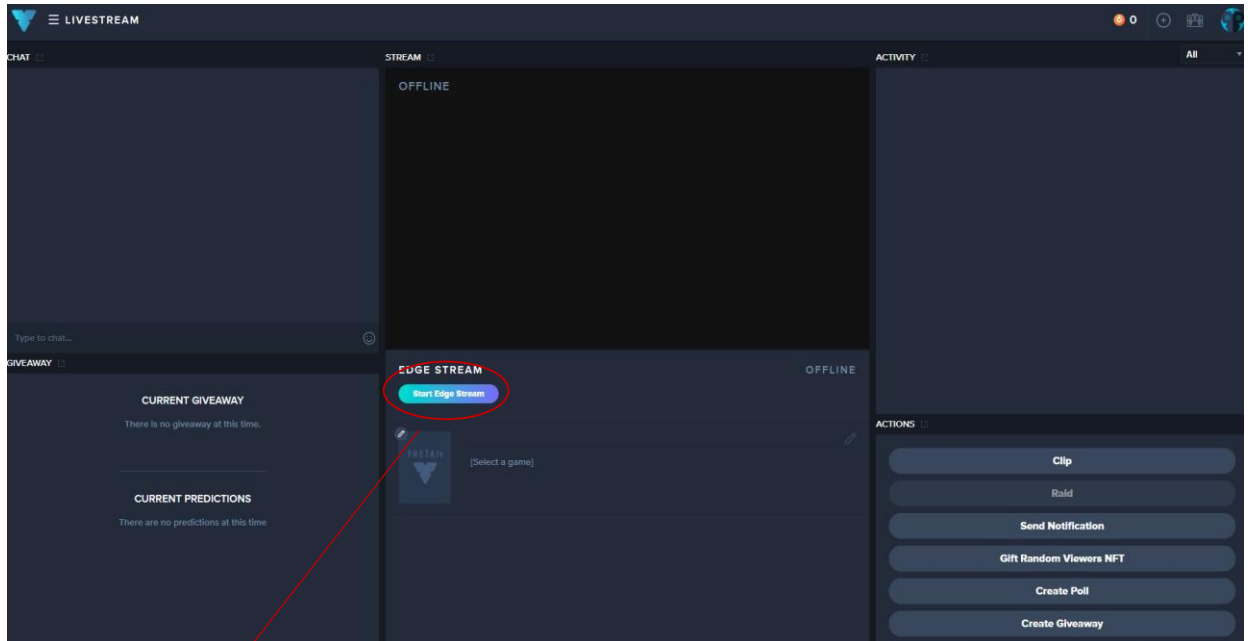 LIVESTREAM
0
CHAT
Type to chat...
GIVEAWAY
CURRENT GIVEAWAY
There is no giveaway at this time.
CURRENT PREDICTIONS
There are no predictions at this time
STREAM
OFFLINE
EDGE STREAM
OFFLINE
Start Edge Stream
[Select a game]
ACTIVITY
All
ACTIONS
Clip
Raid
Send Notification
Gift Random Viewers NFT
Create Poll
Create Giveaway